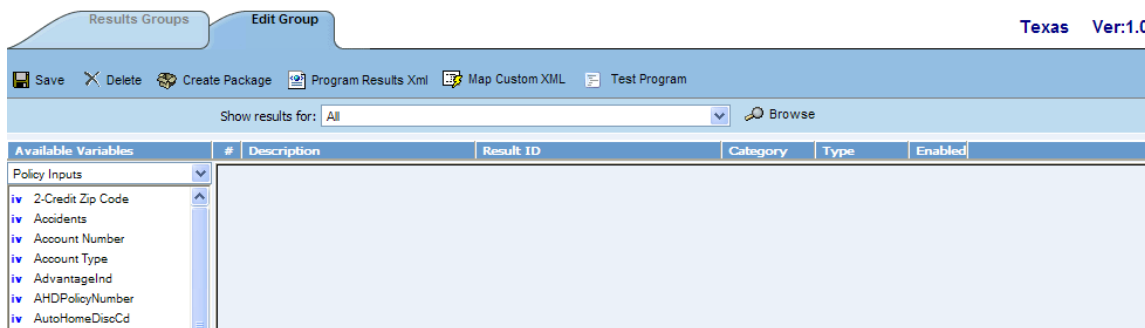 Results Groups Edit Group
Texas Ver:1.0
Save Delete Create Package Program Results Xml Map Custom XML Test Program
Show results for: All Browse
Available Variables # Description Result ID Category Type Enabled
Policy Inputs
iv 2-Credit Zip Code
iv Accidents
iv Account Number
iv Account Type
iv AdvantageInd
iv AHDPolicyNumber
iv AutoHomeDiscCd